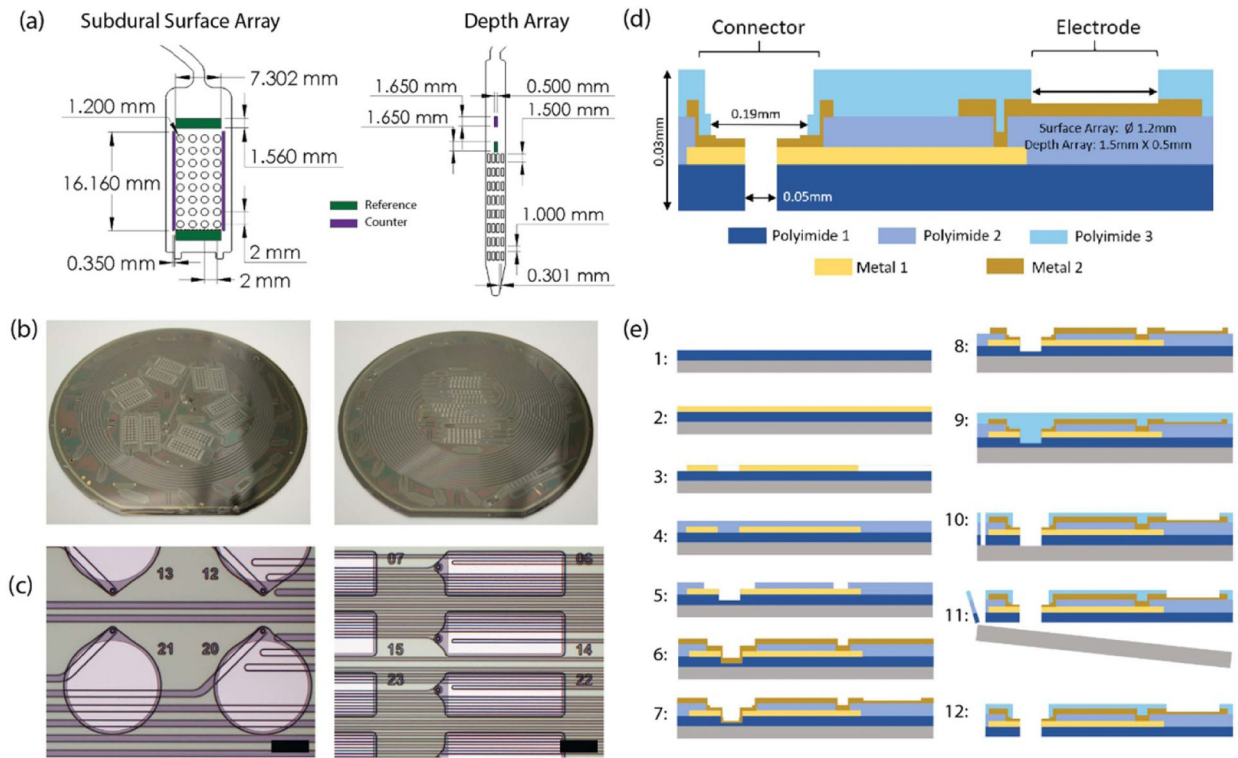 (a)
Subdural Surface Array
7.302 mm
1.200 mm
16.160 mm
1.560 mm
0.350 mm
2 mm
2 mm
Reference
Counter
Depth Array
1.650 mm
0.500 mm
1.500 mm
1.650 mm
1.000 mm
0.301 mm
(b)
(c)
13 12
21 20
07 06
15 14
23 22
(d)
Connector
Electrode
0.03mm
0.19mm
Surface Array: Ø 1.2mm
Depth Array: 1.5mm X 0.5mm
0.05mm
Polyimide 1
Polyimide 2
Polyimide 3
Metal 1
Metal 2
(e)
1:
2:
3:
4:
5:
6:
7:
8:
9:
10:
11:
12: